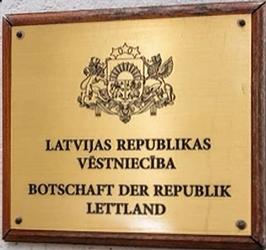 LATVIJAS REPUBLIKAS
VĒSTNIECĪBA
BOTSCHAFT DER REPUBLIK
LETTLAND